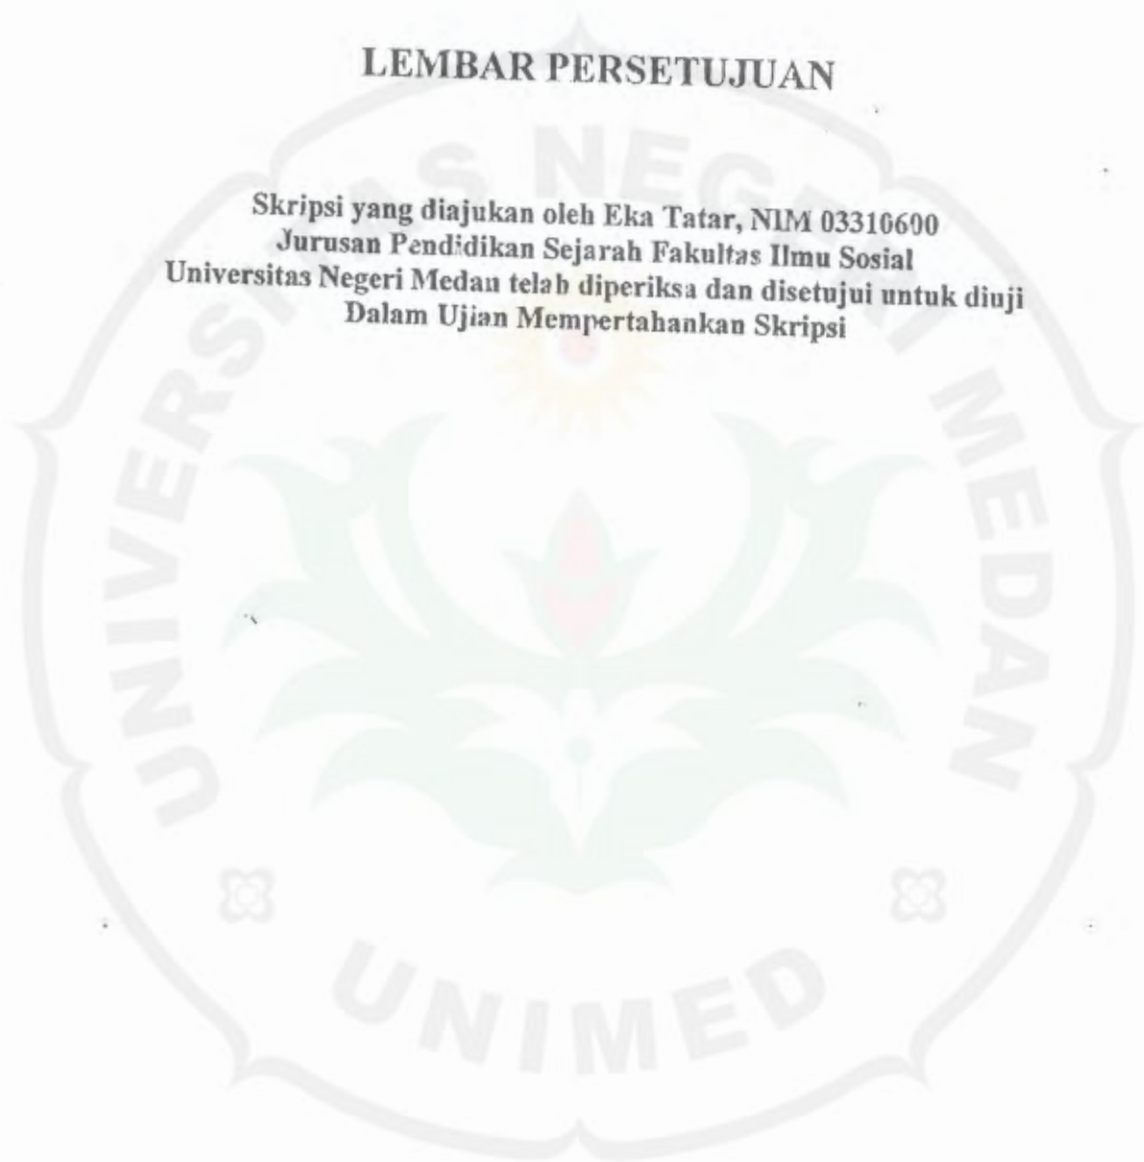 LEMBAR PERSETUJUAN
Skripsi yang diajukan oleh Eka Tatar, NIM 03310600
Jurusan Pendidikan Sejarah Fakultas Ilmu Sosial
Universitas Negeri Medan telah diperiksa dan disetujui untuk diuji
Dalam Ujian Mempertahankan Skripsi
UNIVERSITAS NEGERI MEDAN
UNIMED